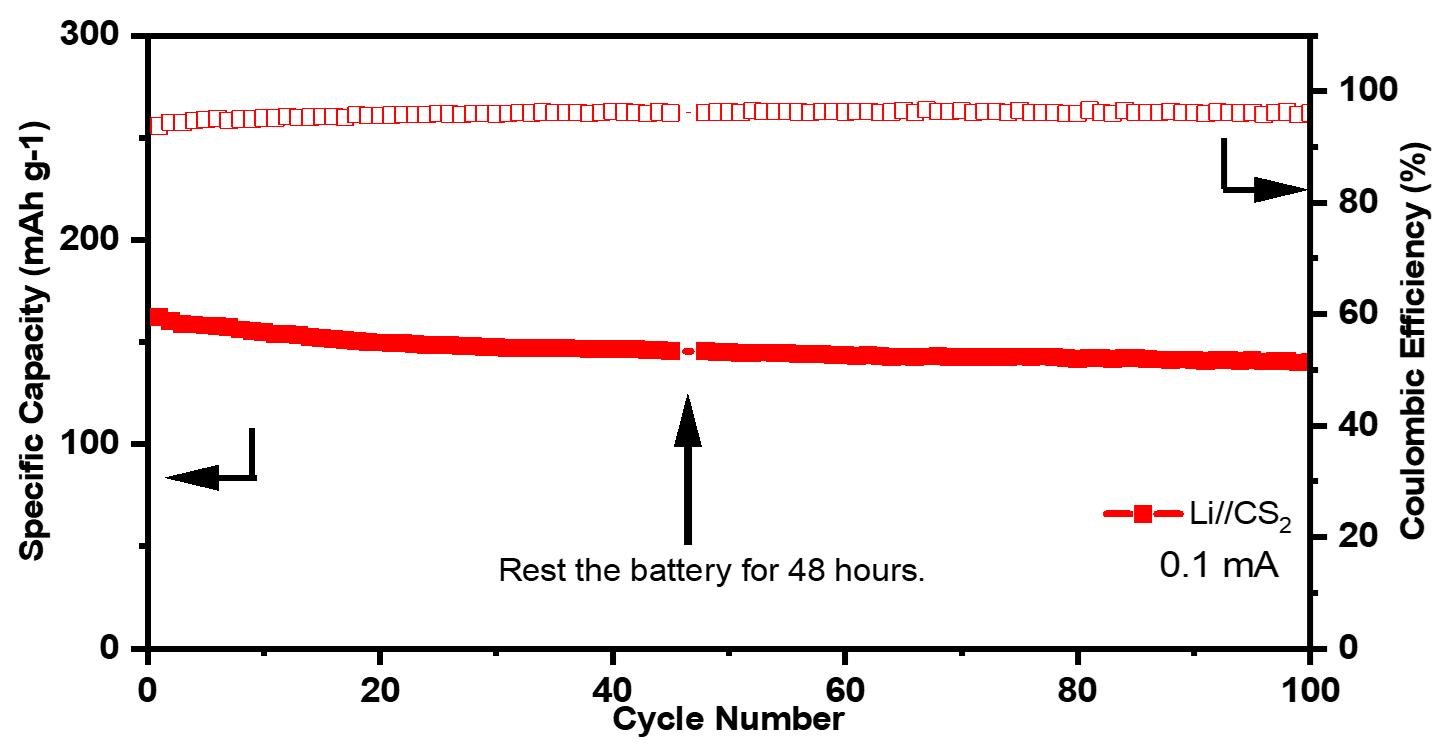 300
200
100
0
Specific Capacity (mAh g-1)
100
80
60
40
20
0
Coulombic Efficiency (%)
Rest the battery for 48 hours.
Li//CS₂
0.1 mA
0 20 40 60 80 100
Cycle Number